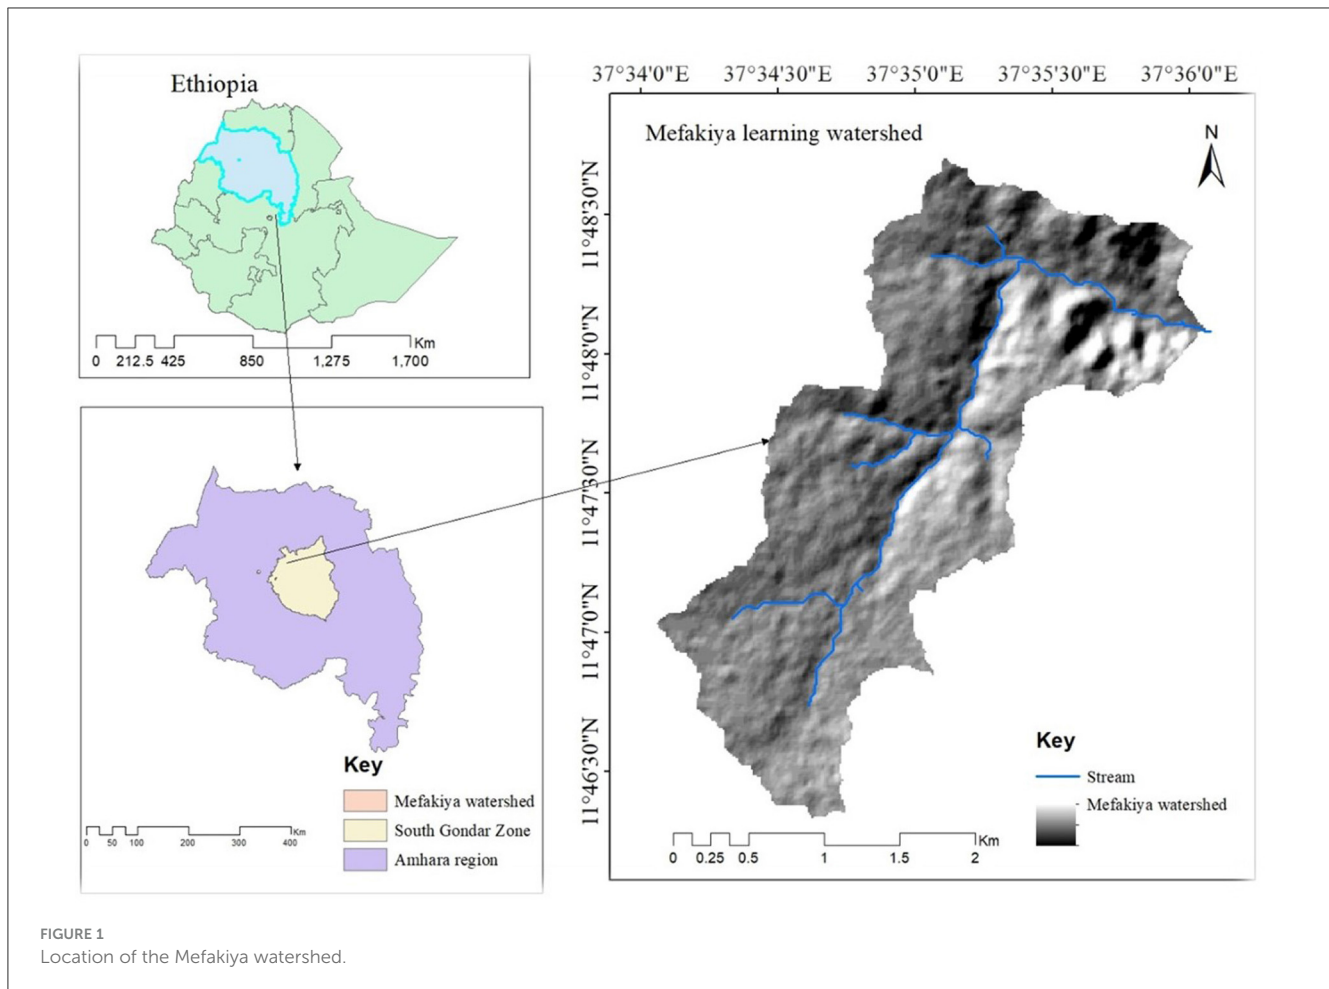 Ethiopia
0 212.5 425 850 1,275 1,700
Km
Key
Mefakiya watershed
South Gondar Zone
Amhara region
0 50 100 200 300 400
Km
37°34'0"E 37°34'30"E 37°35'0"E 37°35'30"E 37°36'0"E
Mefakiya learning watershed
N
11°48'30"N
11°48'0"N
11°47'30"N
11°47'0"N
11°46'30"N
Key
Stream
Mefakiya watershed
0 0.25 0.5 1 1.5 2
Km
FIGURE 1
Location of the Mefakiya watershed.